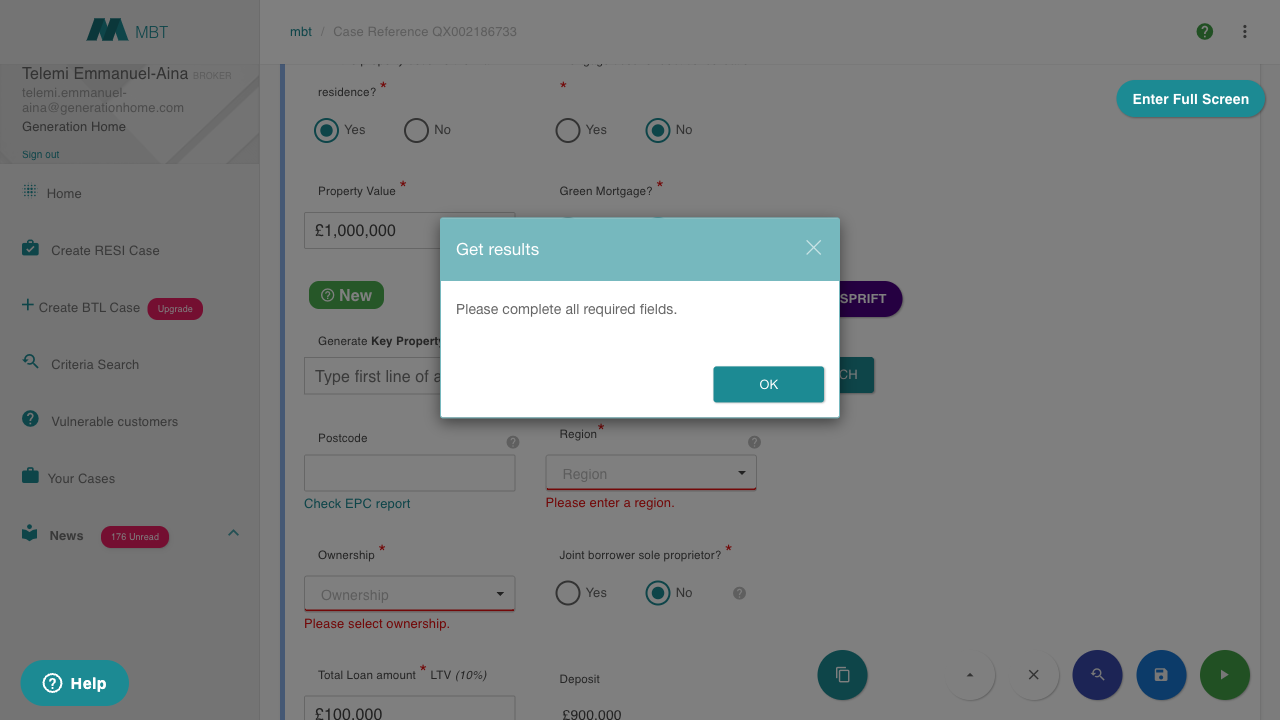 MBT
mbt / Case Reference QX002186733
Telemi Emmanuel-Aina BROKER
telemi.emmanuel-
aina@generationhome.com
Generation Home
Sign out
Enter Full Screen
residence? *
*
Yes No
Yes No
Home
Create RESI Case
Create BTL Case Upgrade
Criteria Search
Vulnerable customers
Your Cases
News 176 Unread
Help
Property Value *
Green Mortgage? *
£1,000,000
New
SPRIFT
Generate Key Property
Type first line of a
CH
Get results
Please complete all required fields.
OK
Postcode
Region *
Region
Check EPC report
Please enter a region.
Ownership *
Joint borrower sole proprietor? *
Ownership
Yes No
Please select ownership.
Total Loan amount * LTV (10%)
Deposit
£100,000
£900,000